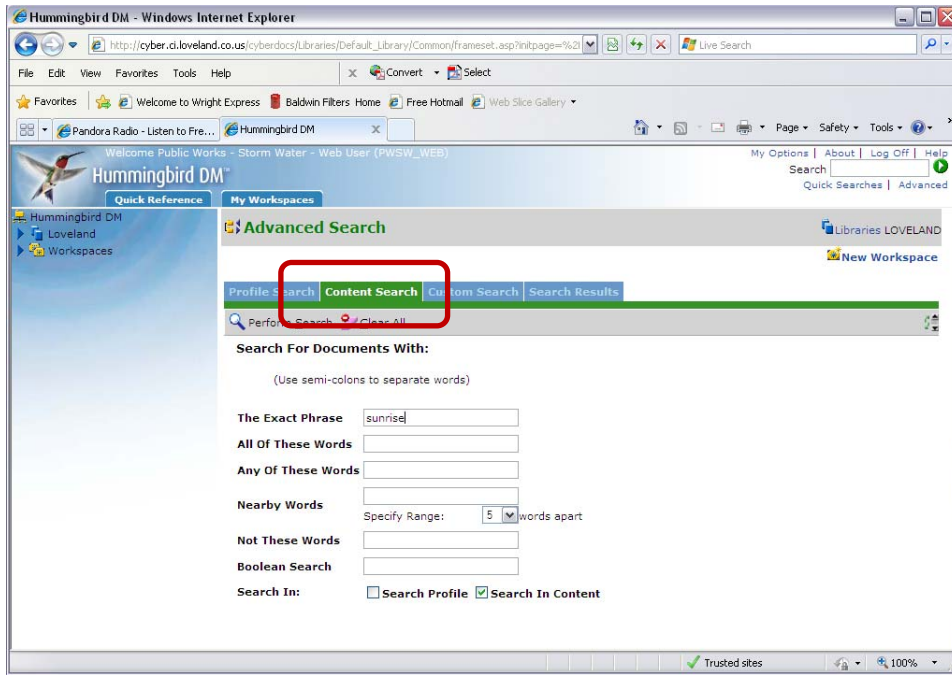 Hummingbird DM - Windows Internet Explorer
http://cyber.ci.loveland.co.us/cyberdocs/Libraries/Default_Library/Common/frameset.asp?initpage=%2
Live Search
File Edit View Favorites Tools Help
x Convert Select
Favorites Welcome to Wright Express Baldwin Filters Home Free Hotmail Web Slice Gallery
Pandora Radio - Listen to Fre... Hummingbird DM x
Page Safety Tools
Welcome Public Works - Storm Water - Web User (PWSW_WEB)
My Options | About | Log Off | Help
Hummingbird DM™
Search
Quick Searches | Advanced
Quick Reference My Workspaces
Hummingbird DM
Loveland
Workspaces
Advanced Search
Libraries LOVELAND
New Workspace
Profile Search Content Search Custom Search Search Results
Perform Search Clear All
Search For Documents With:
(Use semi-colons to separate words)
The Exact Phrase sunrise
All Of These Words
Any Of These Words
Nearby Words
Specify Range: 5 words apart
Not These Words
Boolean Search
Search In: Search Profile Search In Content
Trusted sites 100%